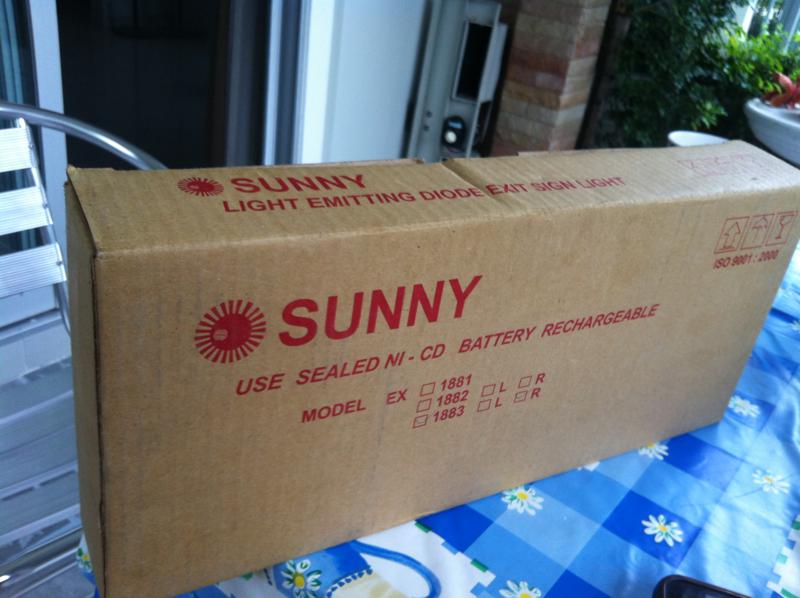 SUNNY
LIGHT EMITTING DIODE EXIT SIGN LIGHT
ISO 9001 : 2000
SUNNY
USE SEALED NI - CD BATTERY RECHARGEABLE
MODEL EX □ 1881
□ 1882 □ L □ R
☑ 1883 □ L ☑ R